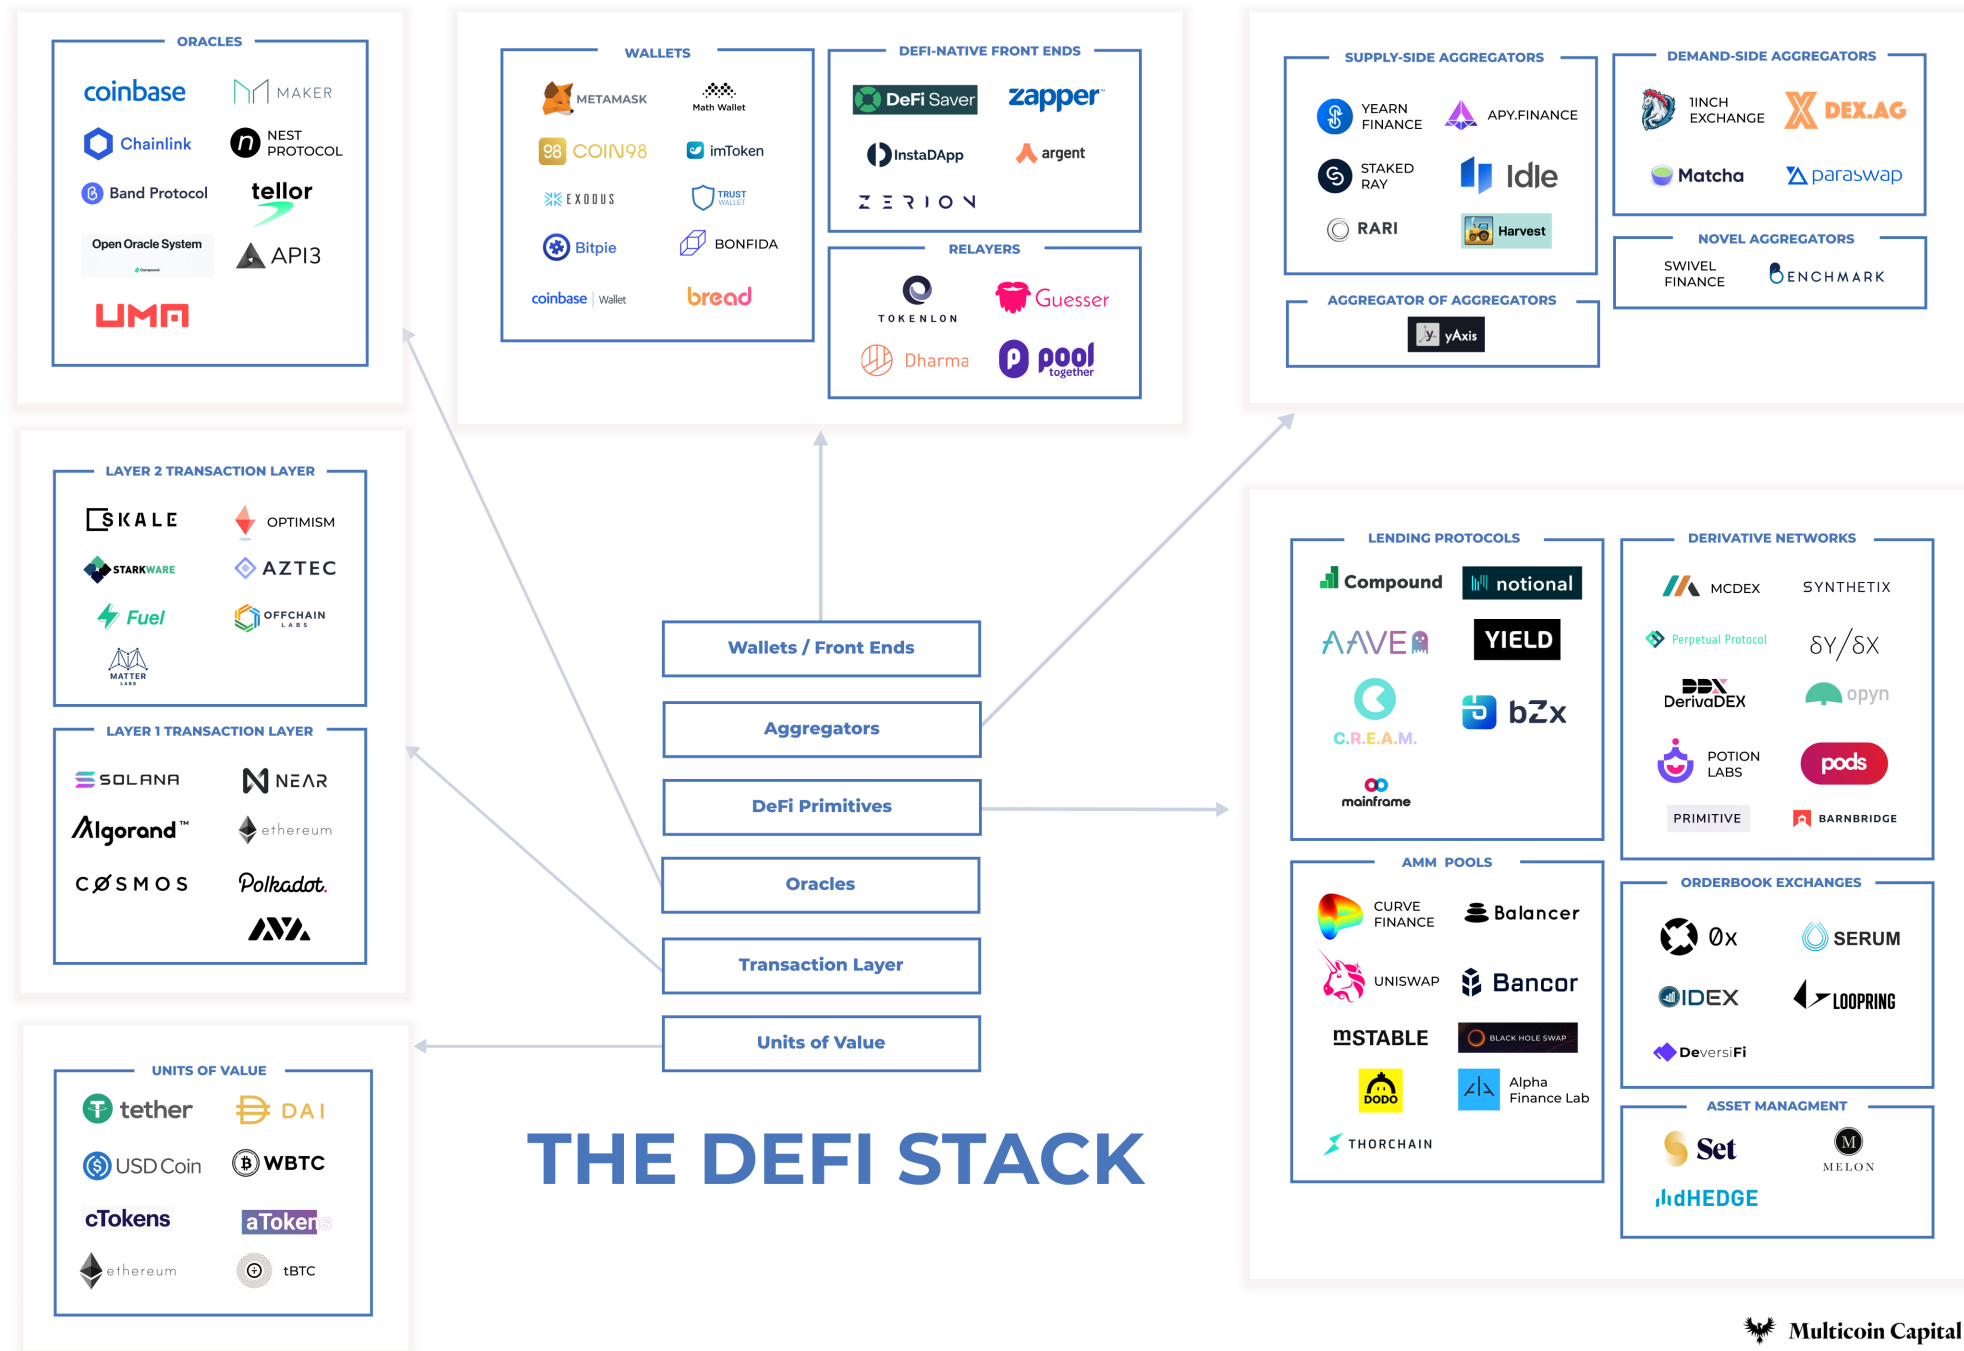 ORACLES
coinbase
MAKER
Chainlink
NEST
PROTOCOL
Band Protocol
tellor
Open Oracle System
Compound
API3
UMA
WALLETS
METAMASK
Math Wallet
98 COIN98
imToken
EXODUS
TRUST
WALLET
Bitpie
BONFIDA
coinbase | Wallet
bread
DEFI-NATIVE FRONT ENDS
DeFi Saver
zapper™
InstaDApp
argent
ZERION
RELAYERS
TOKENLON
Guesser
Dharma
pool
together
SUPPLY-SIDE AGGREGATORS
YEARN
FINANCE
APY.FINANCE
STAKED
RAY
Idle
RARI
Harvest
AGGREGATOR OF AGGREGATORS
yAxis
DEMAND-SIDE AGGREGATORS
1INCH
EXCHANGE
DEX.AG
Matcha
paraswap
NOVEL AGGREGATORS
SWIVEL
FINANCE
BENCHMARK
LAYER 2 TRANSACTION LAYER
SKALE
OPTIMISM
STARKWARE
AZTEC
Fuel
OFFCHAIN
LABS
MATTER
LABS
LAYER 1 TRANSACTION LAYER
SOLANA
NEAR
Algorand™
ethereum
COSMOS
Polkadot.
AVA
UNITS OF VALUE
tether
DAI
USD Coin
WBTC
cTokens
aTokens
ethereum
tBTC
Wallets / Front Ends
Aggregators
DeFi Primitives
Oracles
Transaction Layer
Units of Value
THE DEFI STACK
LENDING PROTOCOLS
Compound
notional
AAVE
YIELD
C.R.E.A.M.
bZx
mainframe
AMM POOLS
CURVE
FINANCE
Balancer
UNISWAP
Bancor
mSTABLE
BLACK HOLE SWAP
DODO
Alpha
Finance Lab
THORCHAIN
DERIVATIVE NETWORKS
MCDEX
SYNTHETIX
Perpetual Protocol
δY/δX
DDX
DerivaDEX
opyn
POTION
LABS
pods
PRIMITIVE
BARNBRIDGE
ORDERBOOK EXCHANGES
0x
SERUM
IDEX
LOOPRING
DeversiFi
ASSET MANAGMENT
Set
M
MELON
dHEDGE
Multicoin Capital